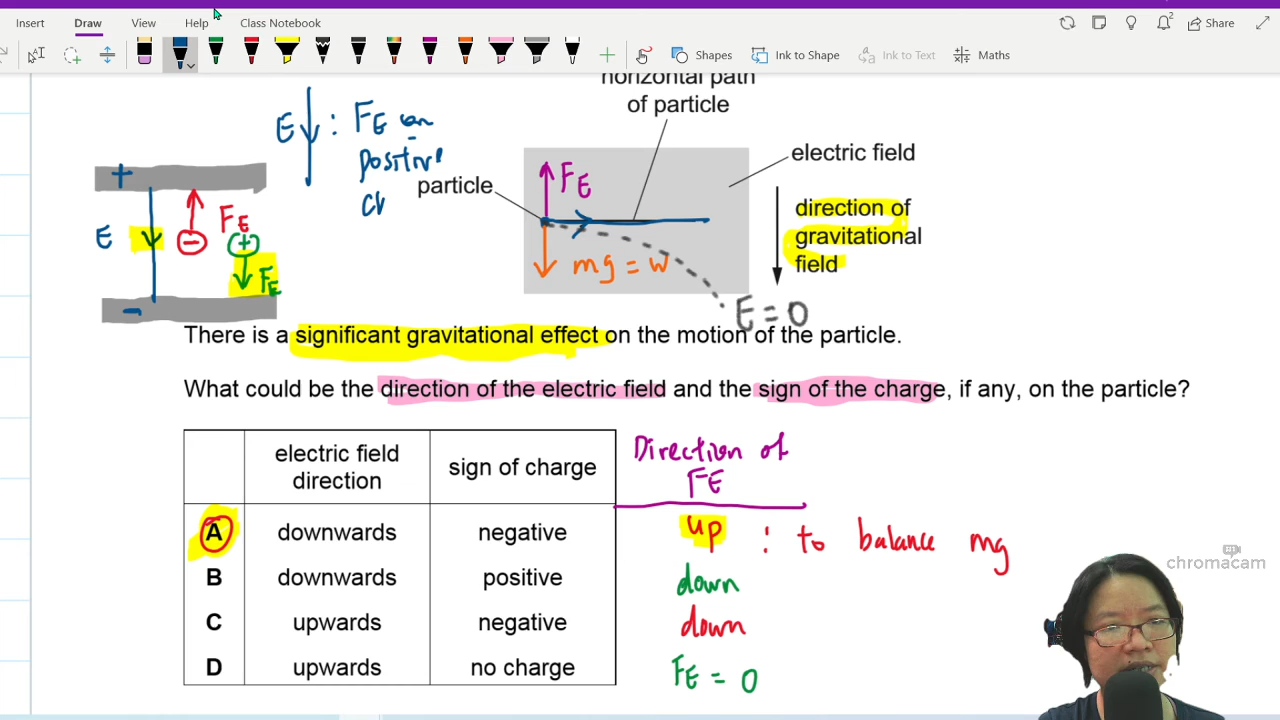 Insert Draw View Help Class Notebook Share
Shapes Ink to Shape Ink to Text Maths
horizontal path
of particle
E : FE on
positive
particle
electric field
direction of
gravitational
field
+
E
FE
−
+
FE
−
FE
mg = W
E = 0
There is a significant gravitational effect on the motion of the particle.
What could be the direction of the electric field and the sign of the charge, if any, on the particle?
electric field
direction
sign of charge
Direction of
FE
A downwards negative up : to balance mg
B downwards positive down
C upwards negative down
D upwards no charge FE = 0
chromacam